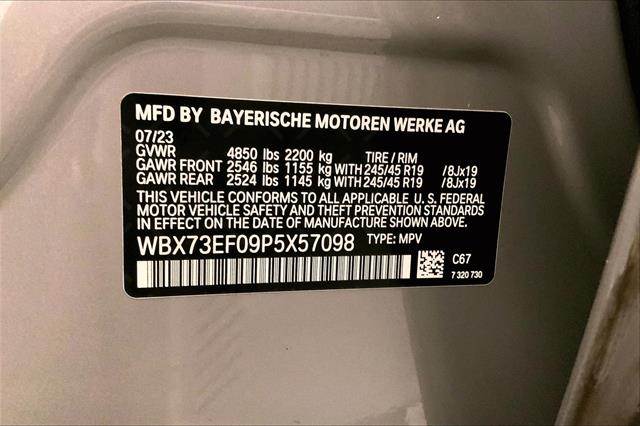 MFD BY BAYERISCHE MOTOREN WERKE AG
07/23
GVWR 4850 lbs 2200 kg TIRE / RIM
GAWR FRONT 2546 lbs 1155 kg WITH 245/45 R19 /8Jx19
GAWR REAR 2524 lbs 1145 kg WITH 245/45 R19 /8Jx19
THIS VEHICLE CONFORMS TO ALL APPLICABLE U. S. FEDERAL
MOTOR VEHICLE SAFETY AND THEFT PREVENTION STANDARDS
IN EFFECT ON THE DATE OF MANUFACTURE SHOWN ABOVE.
WBX73EF09P5X57098 TYPE: MPV
C67
7 320 730